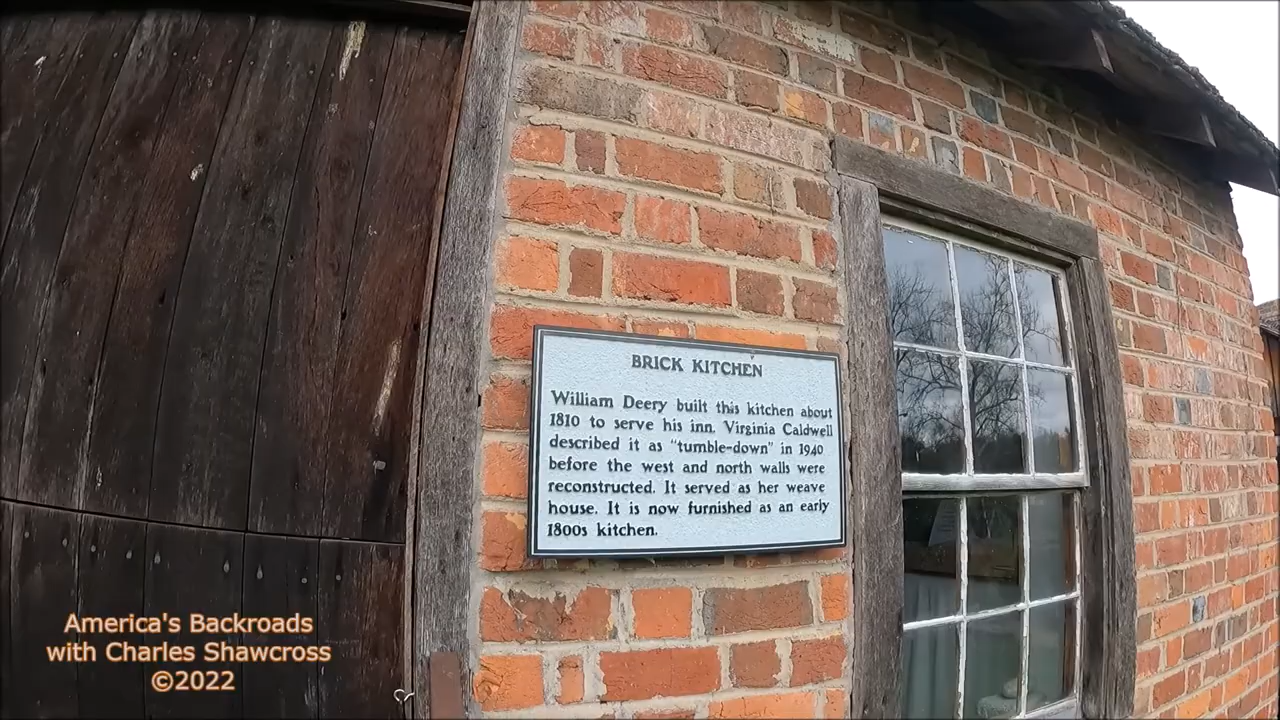 BRICK KITCHEN
William Deery built this kitchen about
1810 to serve his inn. Virginia Caldwell
described it as "tumble-down" in 1940
before the west and north walls were
reconstructed. It served as her weave
house. It is now furnished as an early
1800s kitchen.
America's Backroads
with Charles Shawcross
©2022